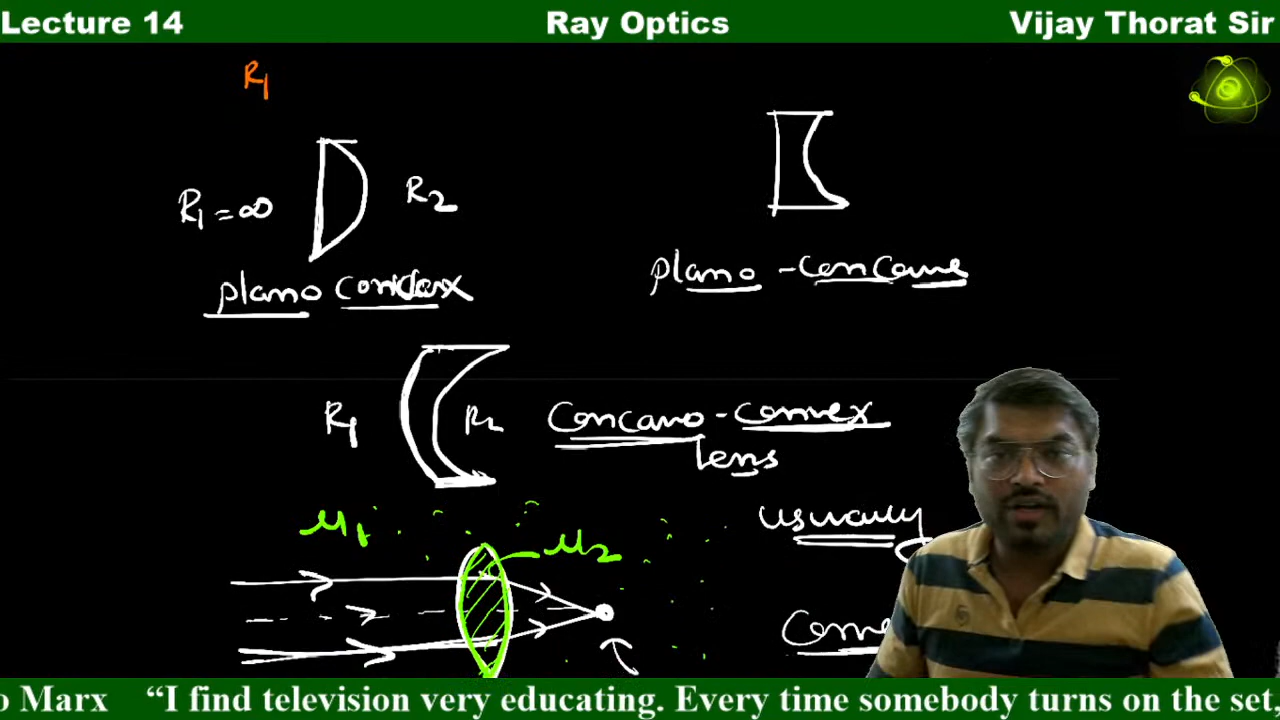 Lecture 14 Ray Optics Vijay Thorat Sir
R1
R1 = ∞ R2
plano convex
plano - concave
R1 R2 Concavo - convex
lens
μ1 μ2 usually
o Marx “I find television very educating. Every time somebody turns on the set,